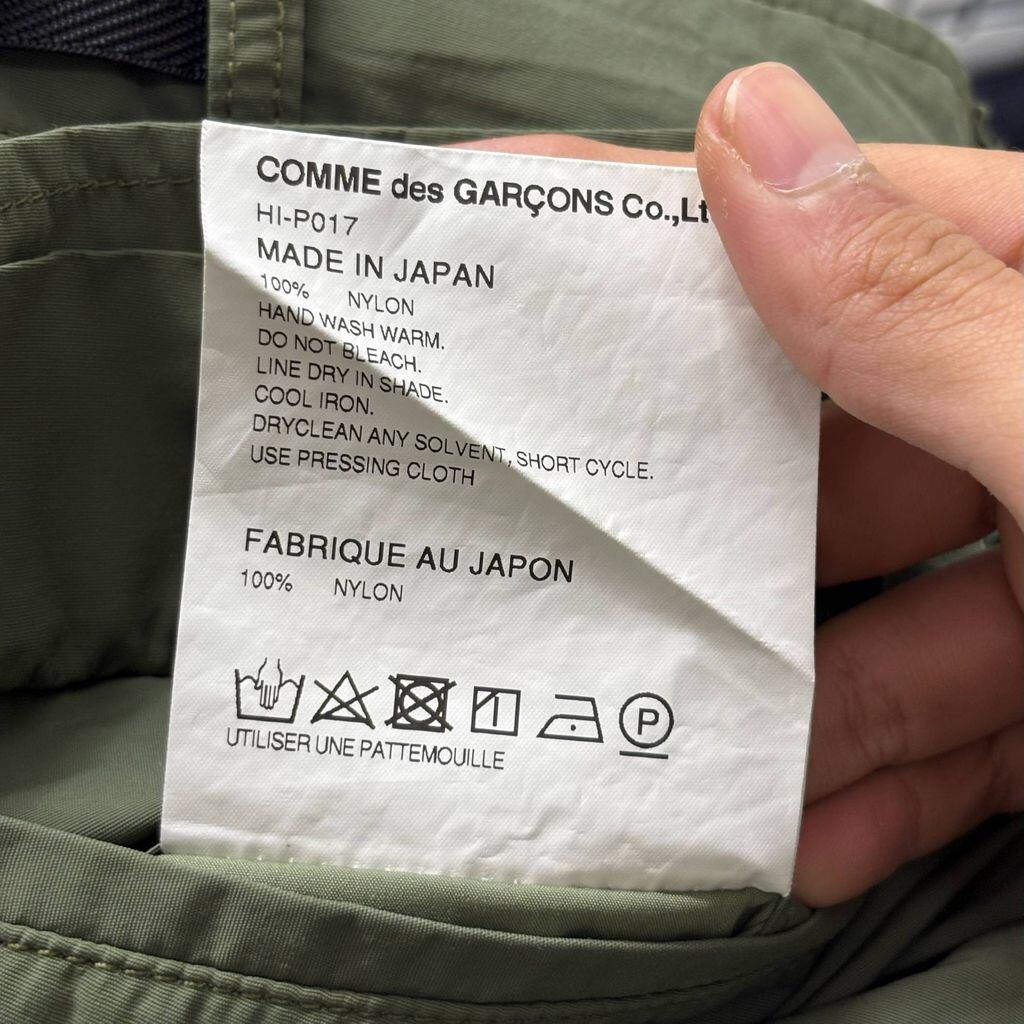 COMME des GARÇONS Co.,Lt
HI-P017
MADE IN JAPAN
100% NYLON
HAND WASH WARM.
DO NOT BLEACH.
LINE DRY IN SHADE.
COOL IRON.
DRYCLEAN ANY SOLVENT, SHORT CYCLE.
USE PRESSING CLOTH
FABRIQUE AU JAPON
100% NYLON
P
UTILISER UNE PATTEMOUILLE